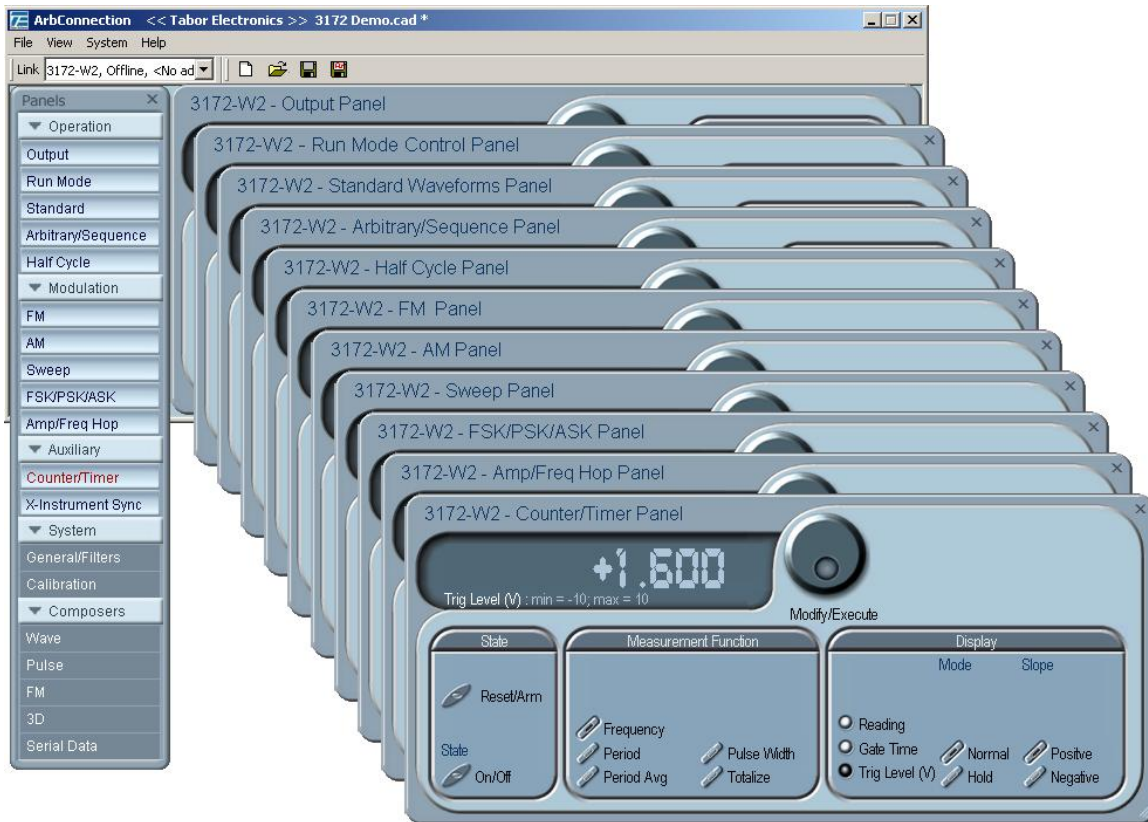 ArbConnection << Tabor Electronics >> 3172 Demo.cad *
File View System Help
Link 3172-W2, Offline, <No ad
Panels
Operation
Output
Run Mode
Standard
Arbitrary/Sequence
Half Cycle
Modulation
FM
AM
Sweep
FSK/PSK/ASK
Amp/Freq Hop
Auxiliary
Counter/Timer
X-Instrument Sync
System
General/Filters
Calibration
Composers
Wave
Pulse
FM
3D
Serial Data
3172-W2 - Output Panel
3172-W2 - Run Mode Control Panel
3172-W2 - Standard Waveforms Panel
3172-W2 - Arbitrary/Sequence Panel
3172-W2 - Half Cycle Panel
3172-W2 - FM Panel
3172-W2 - AM Panel
3172-W2 - Sweep Panel
3172-W2 - FSK/PSK/ASK Panel
3172-W2 - Amp/Freq Hop Panel
3172-W2 - Counter/Timer Panel
+1.600
Trig Level (V) : min = -10; max = 10
Modify/Execute
State
Reset/Arm
State
On/Off
Measurement Function
Frequency
Period
Period Avg
Pulse Width
Totalize
Display
Mode Slope
Reading
Gate Time
Trig Level (V)
Normal
Hold
Positve
Negative